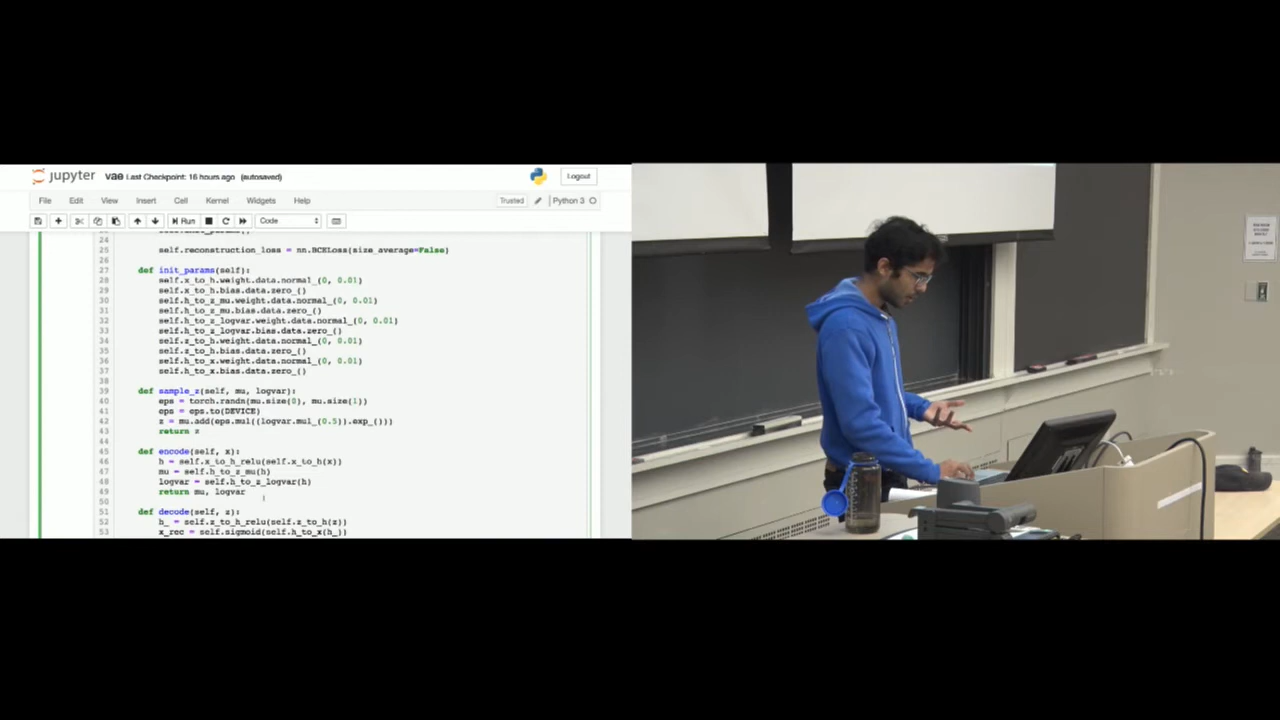 jupyter vae Last Checkpoint: 16 hours ago (autosaved) Logout
File Edit View Insert Cell Kernel Widgets Help Trusted Python 3
Run Code
24
25 self.reconstruction_loss = nn.BCELoss(size_average=False)
26
27 def init_params(self):
28 self.x_to_h.weight.data.normal_(0, 0.01)
29 self.x_to_h.bias.data.zero_()
30 self.h_to_z_mu.weight.data.normal_(0, 0.01)
31 self.h_to_z_mu.bias.data.zero_()
32 self.h_to_z_logvar.weight.data.normal_(0, 0.01)
33 self.h_to_z_logvar.bias.data.zero_()
34 self.z_to_h.weight.data.normal_(0, 0.01)
35 self.z_to_h.bias.data.zero_()
36 self.h_to_x.weight.data.normal_(0, 0.01)
37 self.h_to_x.bias.data.zero_()
38
39 def sample_z(self, mu, logvar):
40 eps = torch.randn(mu.size(0), mu.size(1))
41 eps = eps.to(DEVICE)
42 z = mu.add(eps.mul((logvar.mul_(0.5)).exp_()))
43 return z
44
45 def encode(self, x):
46 h = self.x_to_h_relu(self.x_to_h(x))
47 mu = self.h_to_z_mu(h)
48 logvar = self.h_to_z_logvar(h)
49 return mu, logvar
50
51 def decode(self, z):
52 h_ = self.z_to_h_relu(self.z_to_h(z))
53 x_rec = self.sigmoid(self.h_to_x(h_))